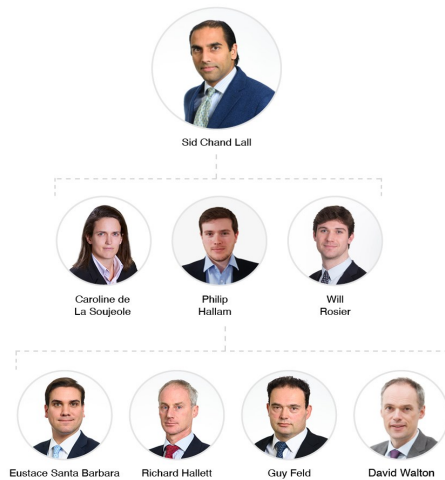 Sid Chand Lall
Caroline de
La Soujeole
Philip
Hallam
Will
Rosier
Eustace Santa Barbara
Richard Hallett
Guy Feld
David Walton